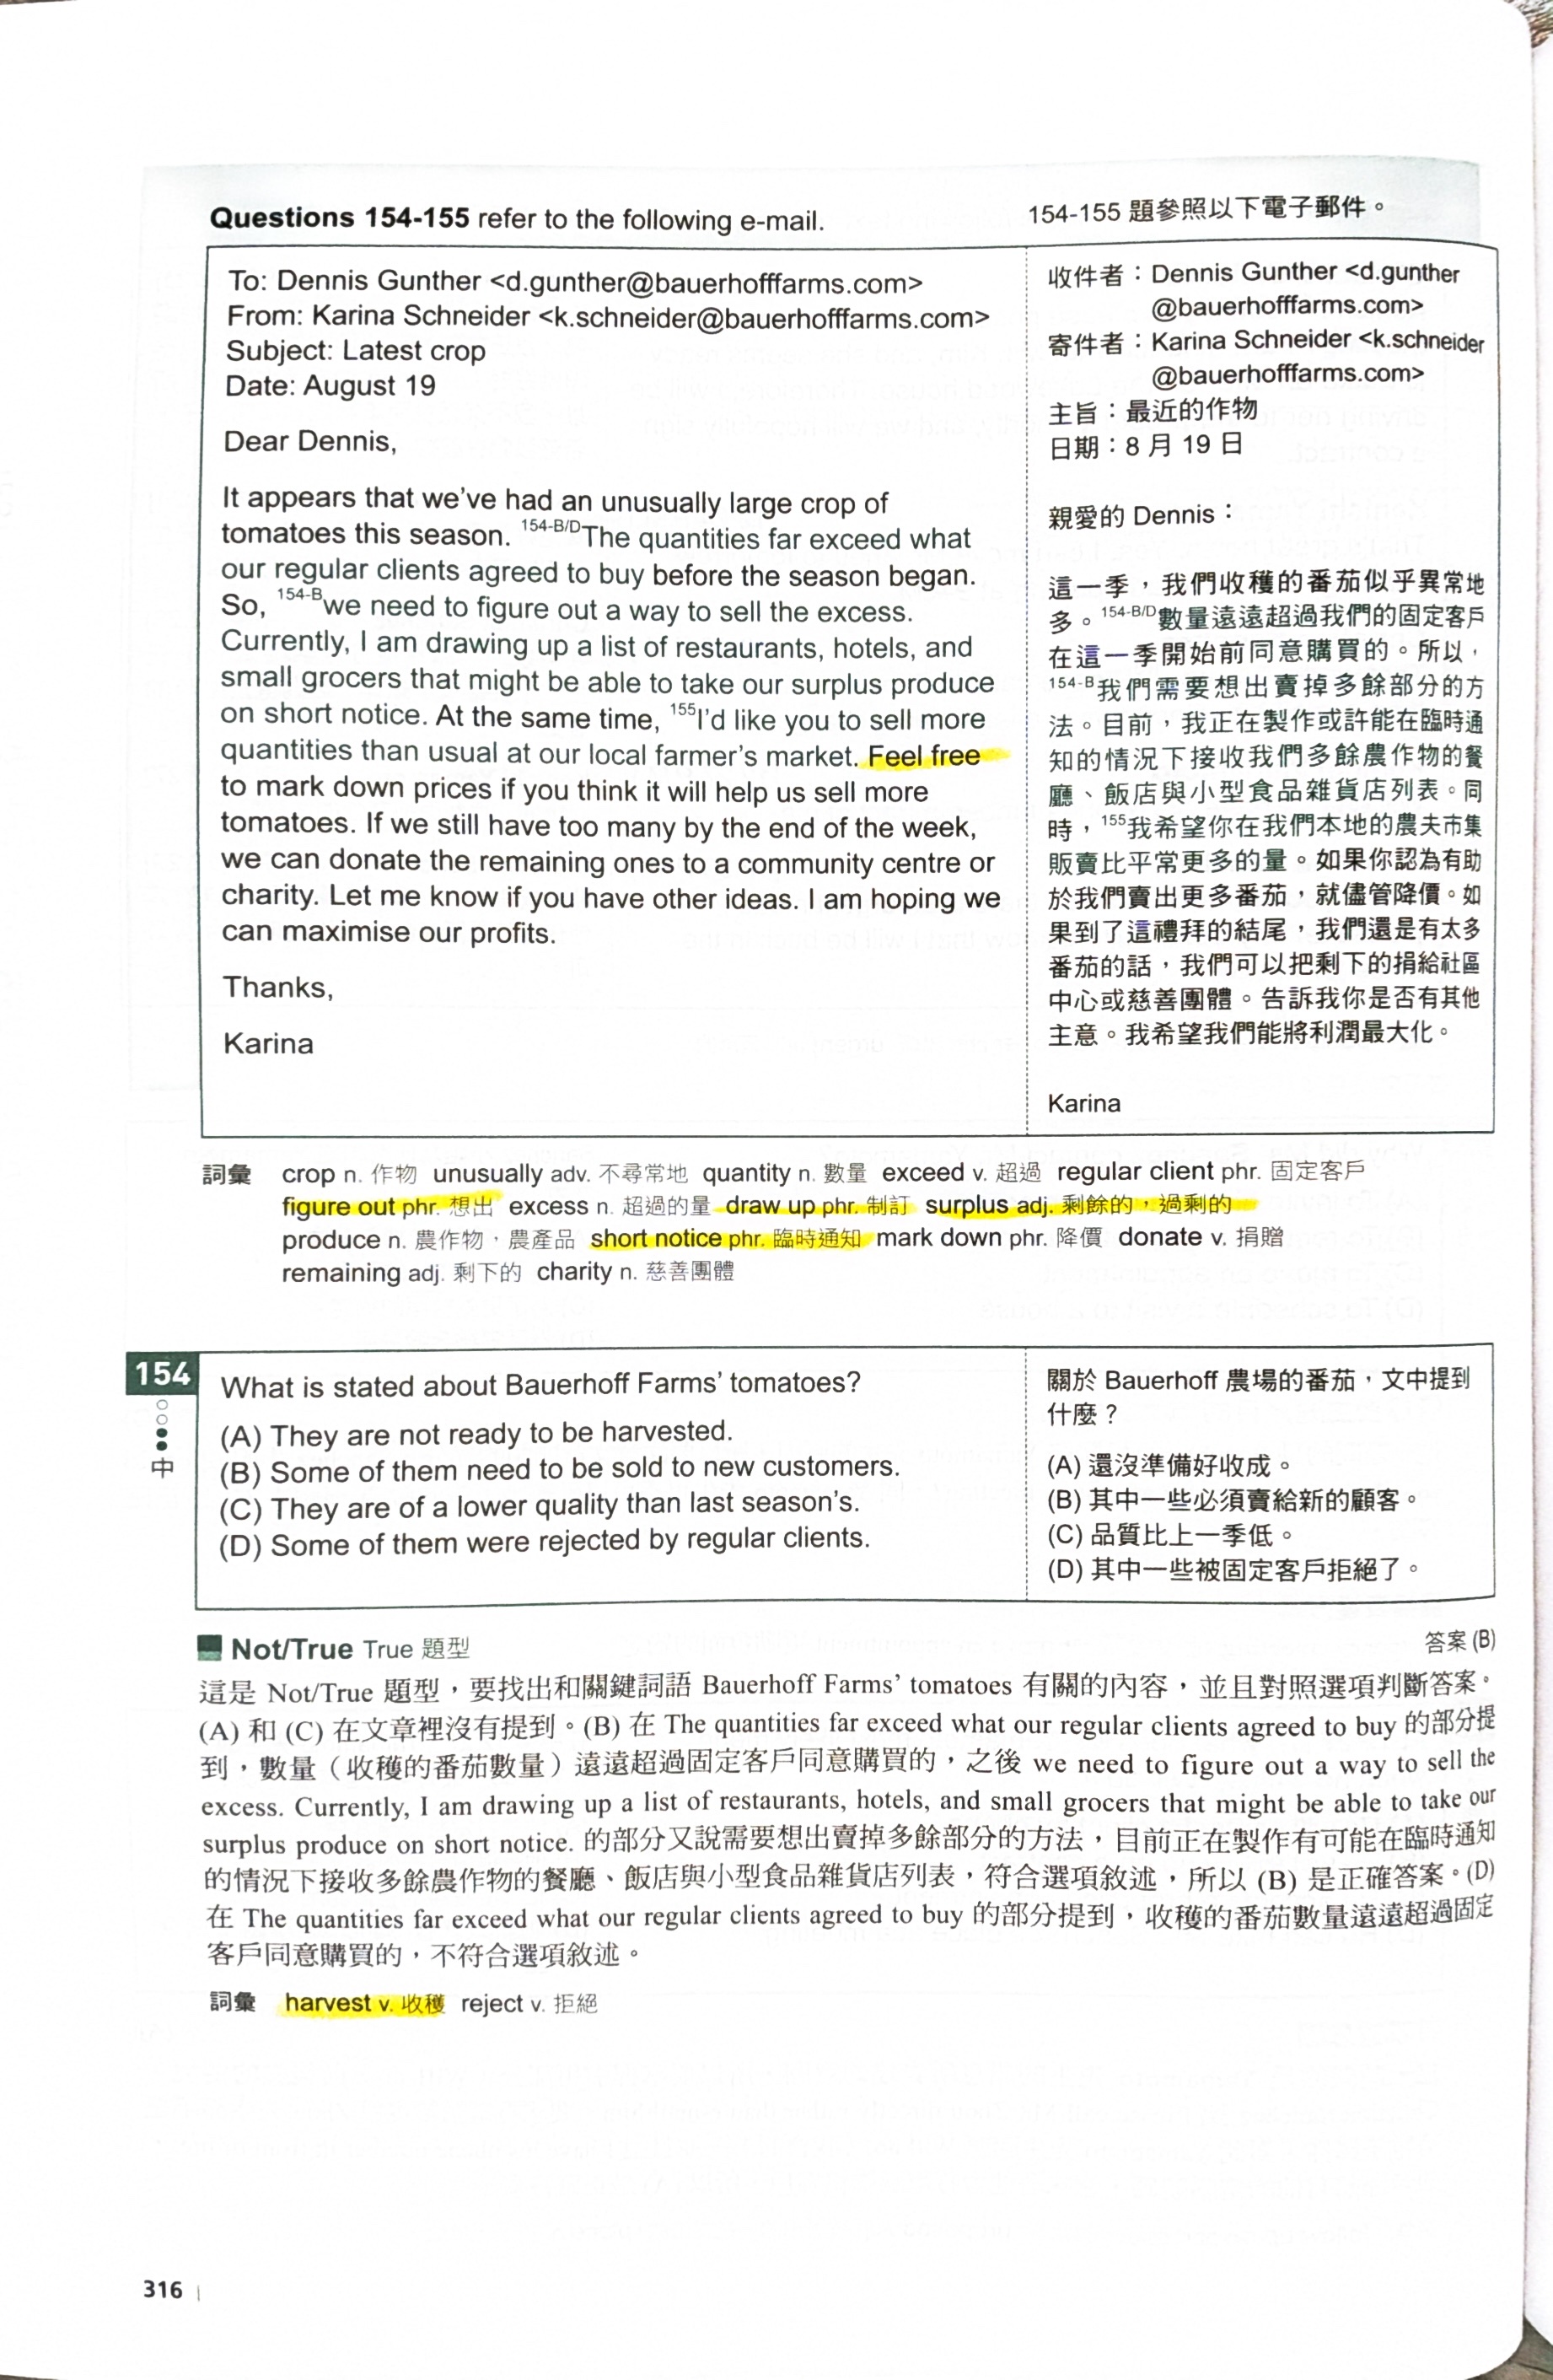 Questions 154-155 refer to the following e-mail.
154-155 題參照以下電子郵件。
To: Dennis Gunther <d.gunther@bauerhofffarms.com>
From: Karina Schneider <k.schneider@bauerhofffarms.com>
Subject: Latest crop
Date: August 19
Dear Dennis,
It appears that we've had an unusually large crop of
tomatoes this season. 154-B/DThe quantities far exceed what
our regular clients agreed to buy before the season began.
So, 154-Bwe need to figure out a way to sell the excess.
Currently, I am drawing up a list of restaurants, hotels, and
small grocers that might be able to take our surplus produce
on short notice. At the same time, 155I'd like you to sell more
quantities than usual at our local farmer's market. Feel free
to mark down prices if you think it will help us sell more
tomatoes. If we still have too many by the end of the week,
we can donate the remaining ones to a community centre or
charity. Let me know if you have other ideas. I am hoping we
can maximise our profits.
Thanks,
Karina
收件者：Dennis Gunther <d.gunther
@bauerhofffarms.com>
寄件者：Karina Schneider <k.schneider
@bauerhofffarms.com>
主旨：最近的作物
日期：8 月 19 日
親愛的 Dennis：
這一季，我們收穫的番茄似乎異常地
多。154-B/D數量遠遠超過我們的固定客戶
在這一季開始前同意購買的。所以，
154-B我們需要想出賣掉多餘部分的方
法。目前，我正在製作或許能在臨時通
知的情況下接收我們多餘農作物的餐
廳、飯店與小型食品雜貨店列表。同
時，155我希望你在我們本地的農夫市集
販賣比平常更多的量。如果你認為有助
於我們賣出更多番茄，就儘管降價。如
果到了這禮拜的結尾，我們還是有太多
番茄的話，我們可以把剩下的捐給社區
中心或慈善團體。告訴我你是否有其他
主意。我希望我們能將利潤最大化。
Karina
詞彙 crop n. 作物 unusually adv. 不尋常地 quantity n. 數量 exceed v. 超過 regular client phr. 固定客戶
figure out phr. 想出 excess n. 超過的量 draw up phr. 制訂 surplus adj. 剩餘的，過剩的
produce n. 農作物，農產品 short notice phr. 臨時通知 mark down phr. 降價 donate v. 捐贈
remaining adj. 剩下的 charity n. 慈善團體
154
中
What is stated about Bauerhoff Farms' tomatoes?
(A) They are not ready to be harvested.
(B) Some of them need to be sold to new customers.
(C) They are of a lower quality than last season's.
(D) Some of them were rejected by regular clients.
關於 Bauerhoff 農場的番茄，文中提到
什麼？
(A) 還沒準備好收成。
(B) 其中一些必須賣給新的顧客。
(C) 品質比上一季低。
(D) 其中一些被固定客戶拒絕了。
Not/True True 題型
答案 (B)
這是 Not/True 題型，要找出和關鍵詞語 Bauerhoff Farms' tomatoes 有關的內容，並且對照選項判斷答案。
(A) 和 (C) 在文章裡沒有提到。(B) 在 The quantities far exceed what our regular clients agreed to buy 的部分提
到，數量（收穫的番茄數量）遠遠超過固定客戶同意購買的，之後 we need to figure out a way to sell the
excess. Currently, I am drawing up a list of restaurants, hotels, and small grocers that might be able to take our
surplus produce on short notice. 的部分又說需要想出賣掉多餘部分的方法，目前正在製作有可能在臨時通知
的情況下接收多餘農作物的餐廳、飯店與小型食品雜貨店列表，符合選項敘述，所以 (B) 是正確答案。(D)
在 The quantities far exceed what our regular clients agreed to buy 的部分提到，收穫的番茄數量遠遠超過固定
客戶同意購買的，不符合選項敘述。
詞彙 harvest v. 收穫 reject v. 拒絕
316